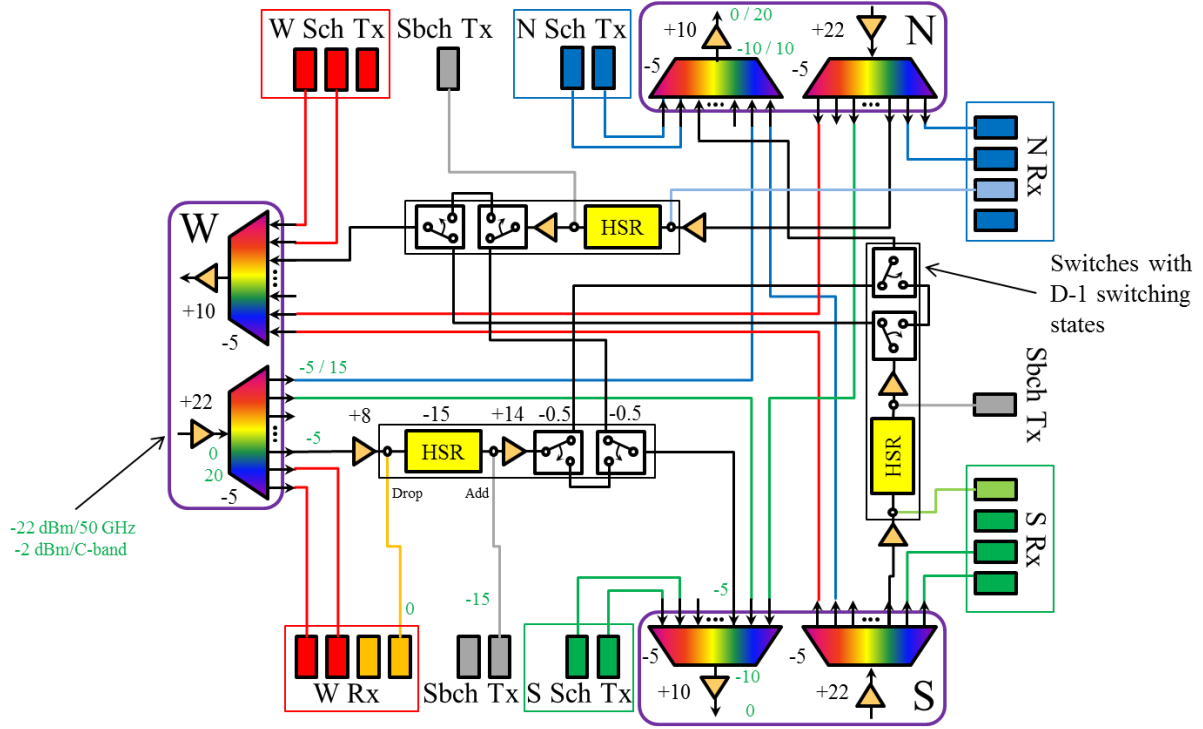 W Sch Tx
Sbch Tx
N Sch Tx
0 / 20
+10
-10 / 10
-5
+22
N
-5
...
...
N Rx
W
+10
-5
HSR
Switches with
D-1 switching
states
-5 / 15
+22
0
20
-5
-5
+8
-15
+14
-0.5
-0.5
HSR
Drop
Add
HSR
Sbch Tx
-22 dBm/50 GHz
-2 dBm/C-band
0
-15
-5
S Rx
...
...
-5
-10
+10
0
-5
+22
S
W Rx
Sbch Tx
S Sch Tx